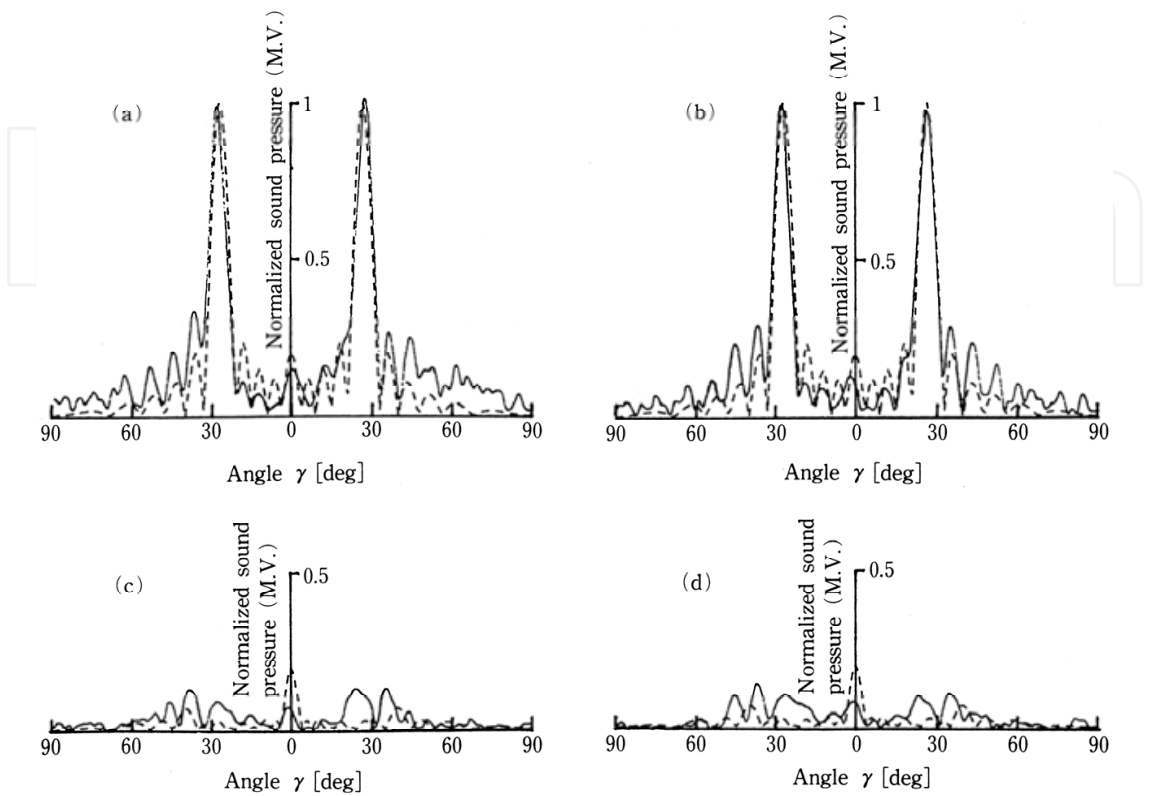 (a)
Normalized sound pressure (M.V.)
1
0.5
90 60 30 0 30 60 90
Angle γ [deg]
(b)
Normalized sound pressure (M.V.)
1
0.5
90 60 30 0 30 60 90
Angle γ [deg]
(c)
Normalized sound
pressure (M.V.)
0.5
90 60 30 0 30 60 90
Angle γ [deg]
(d)
Normalized sound
pressure (M.V.)
0.5
90 60 30 0 30 60 90
Angle γ [deg]